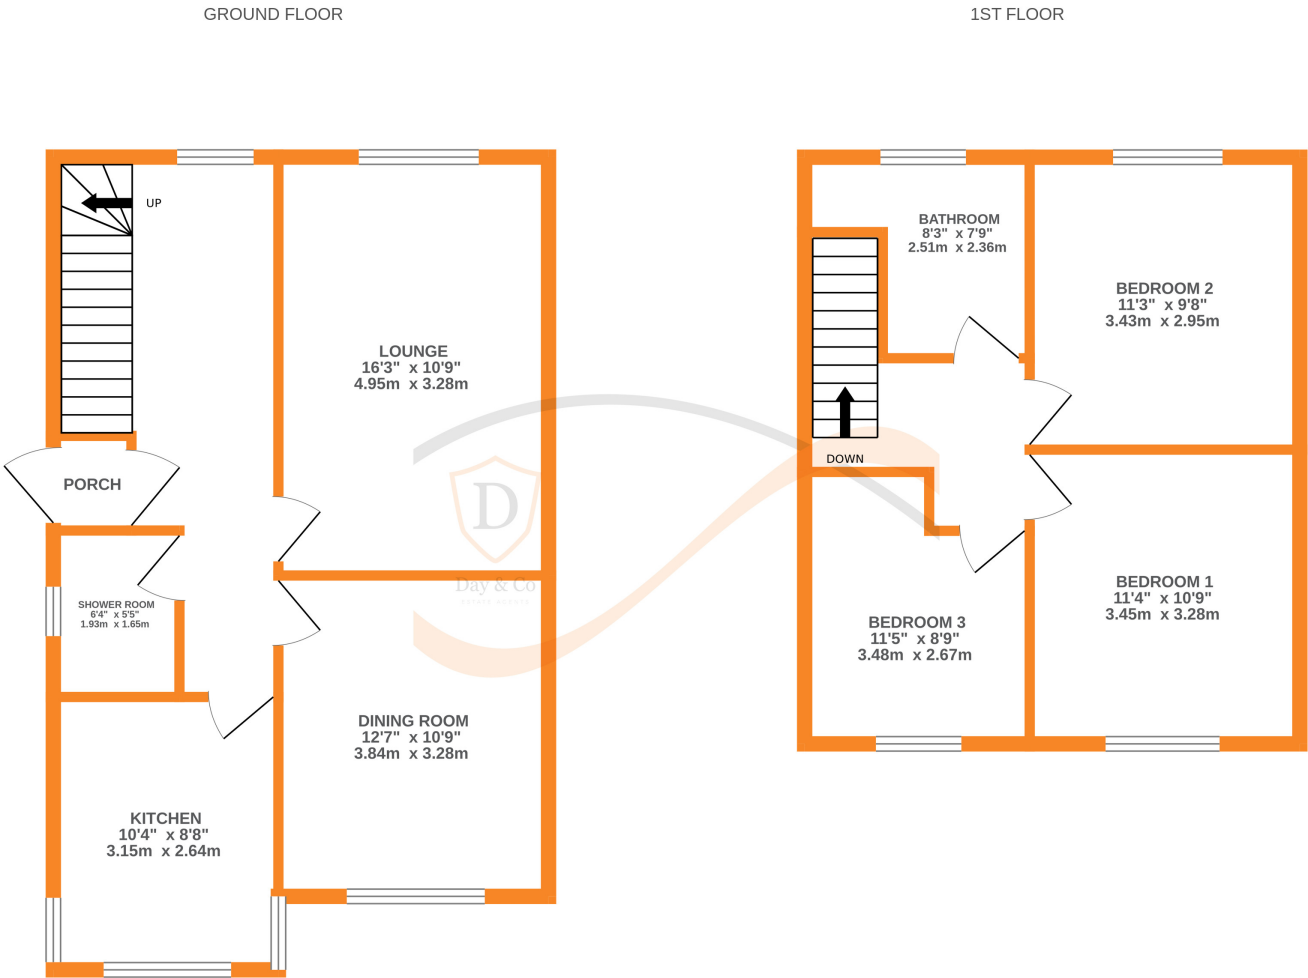 GROUND FLOOR
UP
LOUNGE
16'3" x 10'9"
4.95m x 3.28m
PORCH
SHOWER ROOM
6'4" x 5'5"
1.93m x 1.65m
KITCHEN
10'4" x 8'8"
3.15m x 2.64m
DINING ROOM
12'7" x 10'9"
3.84m x 3.28m
D
Day & Co
ESTATE AGENTS
1ST FLOOR
BATHROOM
8'3" x 7'9"
2.51m x 2.36m
BEDROOM 2
11'3" x 9'8"
3.43m x 2.95m
DOWN
BEDROOM 3
11'5" x 8'9"
3.48m x 2.67m
BEDROOM 1
11'4" x 10'9"
3.45m x 3.28m